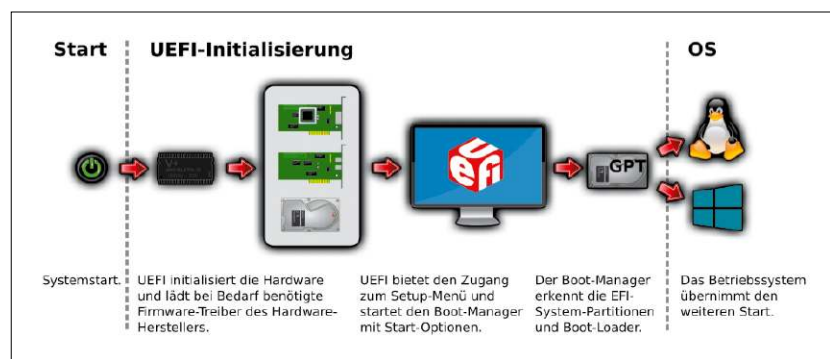 Start
UEFI-Initialisierung
OS
uefi
GPT
Systemstart.
UEFI initialisiert die Hardware
und lädt bei Bedarf benötigte
Firmware-Treiber des Hardware-
Herstellers.
UEFI bietet den Zugang
zum Setup-Menü und
startet den Boot-Manager
mit Start-Optionen.
Der Boot-Manager
erkennt die EFI-
System-Partitionen
und Boot-Loader.
Das Betriebssystem
übernimmt den
weiteren Start.